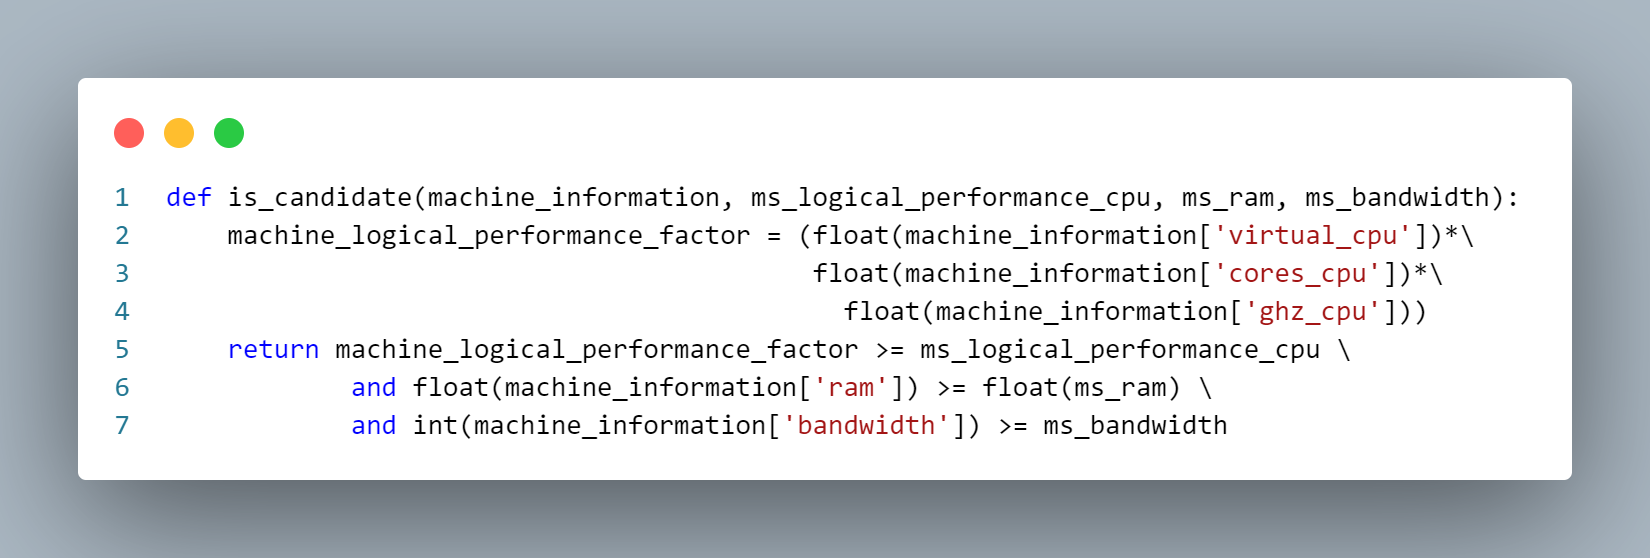 1 def is_candidate(machine_information, ms_logical_performance_cpu, ms_ram, ms_bandwidth):
2     machine_logical_performance_factor = (float(machine_information['virtual_cpu'])*\
3                                           float(machine_information['cores_cpu'])*\
4                                             float(machine_information['ghz_cpu']))
5     return machine_logical_performance_factor >= ms_logical_performance_cpu \
6             and float(machine_information['ram']) >= float(ms_ram) \
7             and int(machine_information['bandwidth']) >= ms_bandwidth